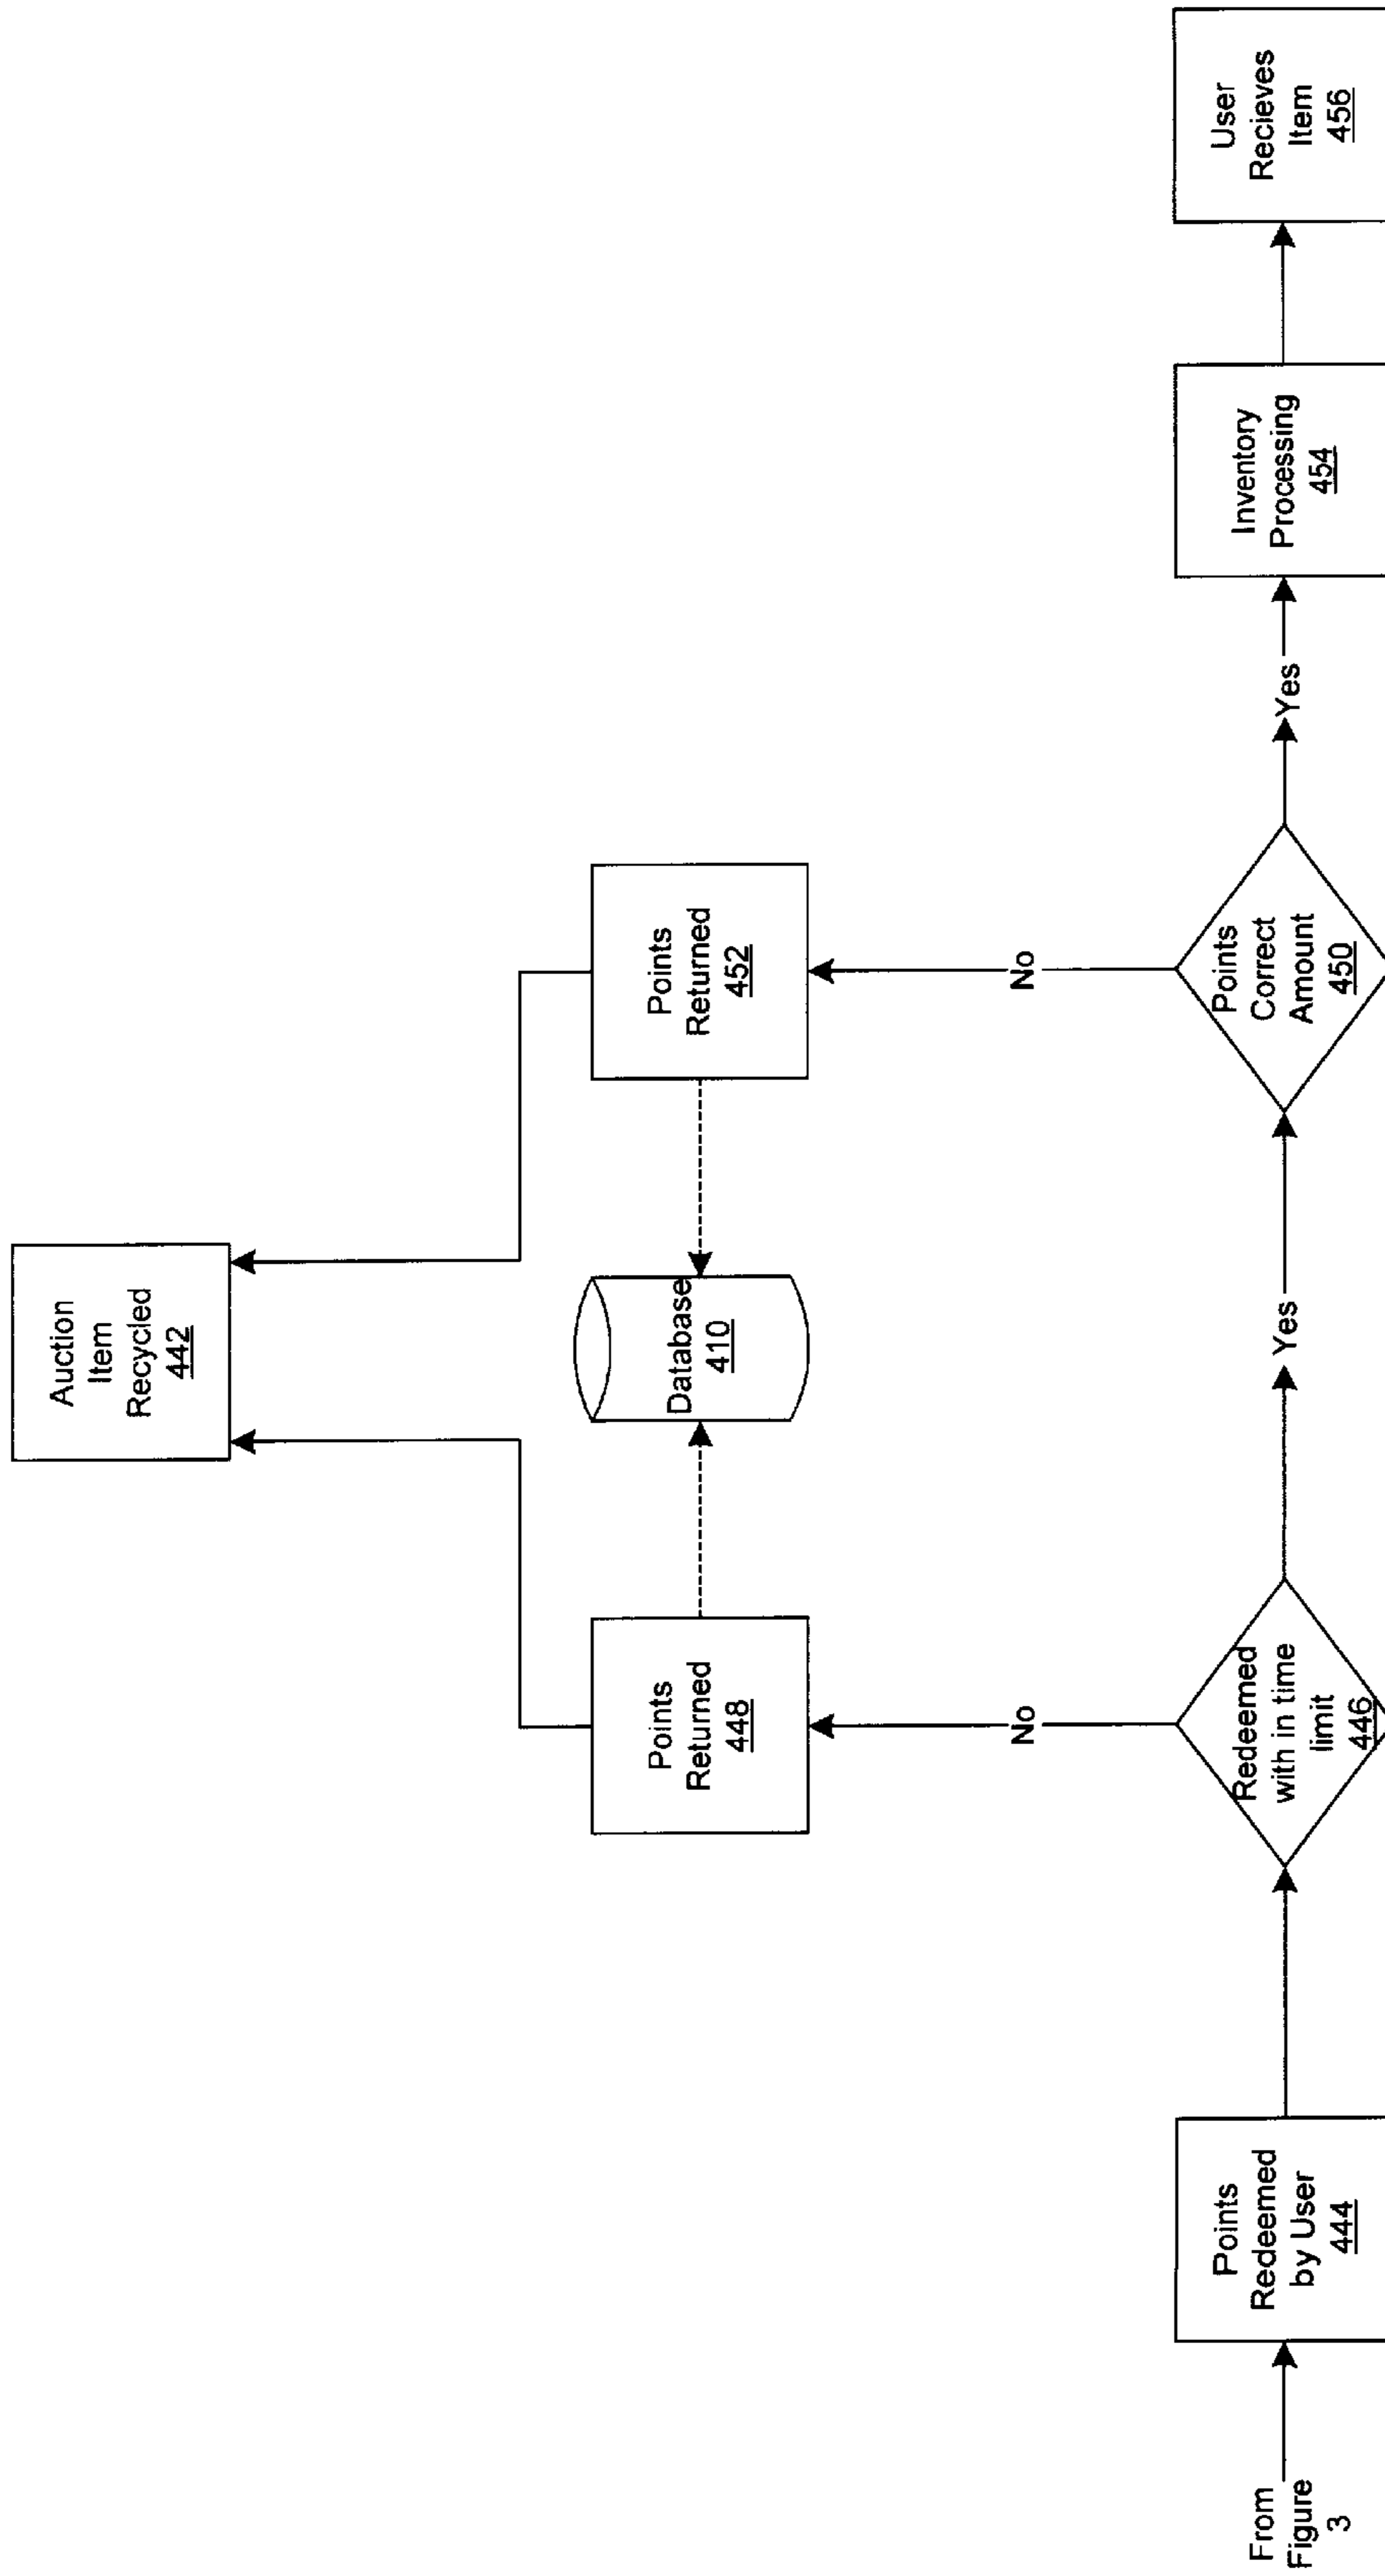 Auction
Item
Recycled
442
Points
Returned
448
Database
410
Points
Returned
452
No
No
From
Figure
3
Points
Redeemed
by User
444
Redeemed
with in time
limit
446
Yes
Points
Correct
Amount
450
Yes
Inventory
Processing
454
User
Recieves
Item
456